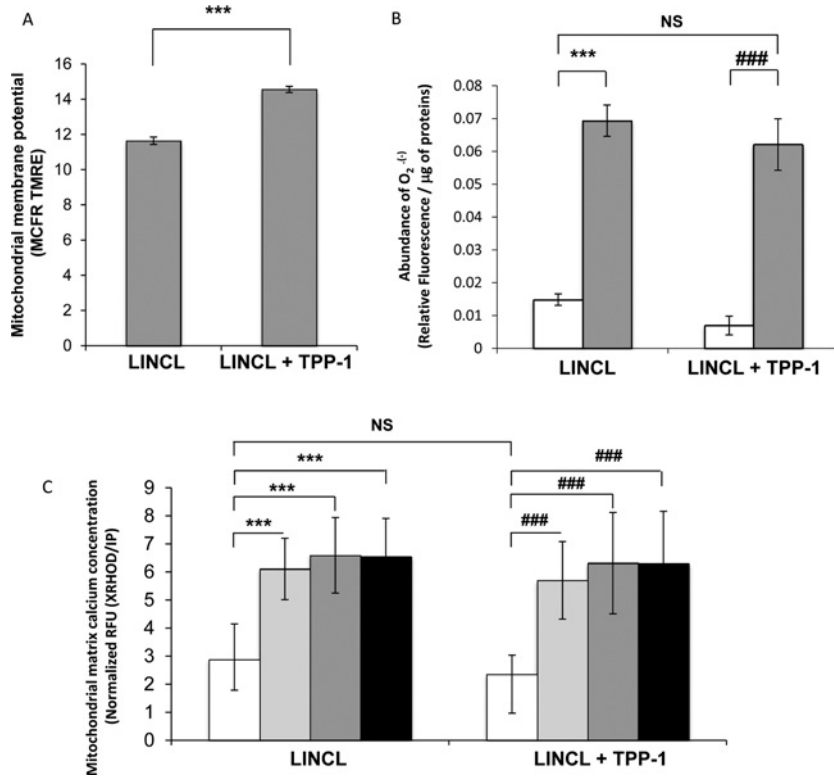 A
***
Mitochondrial membrane potential
(MCFR TMRE)
16
14
12
10
8
6
4
2
0
LINCL
LINCL + TPP-1
B
NS
***
###
Abundance of O2 .(-)
(Relative Fluorescence / µg of proteins)
0.08
0.07
0.06
0.05
0.04
0.03
0.02
0.01
0
LINCL
LINCL + TPP-1
C
NS
***
***
***
###
###
###
Mitochondrial matrix calcium concentration
(Normalized RFU (XRHOD/IP)
9
8
7
6
5
4
3
2
1
0
LINCL
LINCL + TPP-1